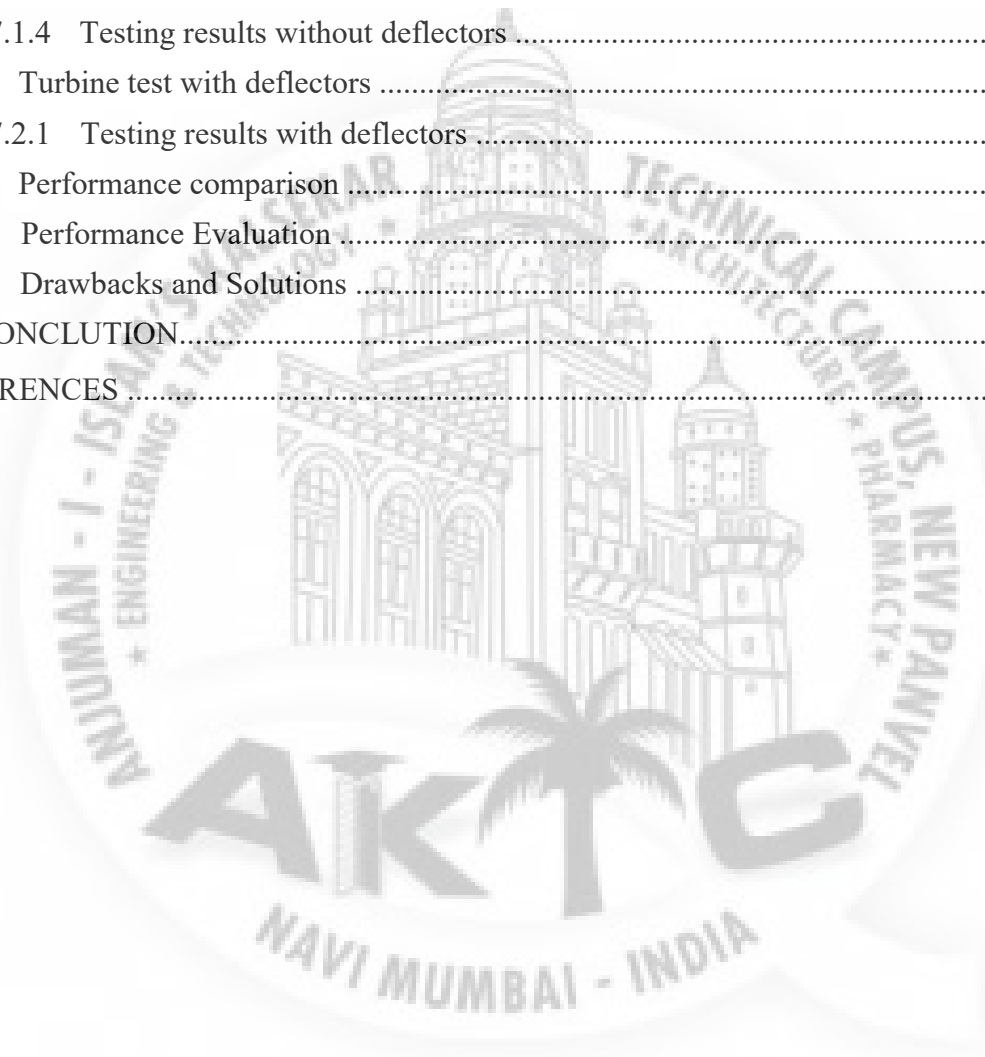 .1.4 Testing results without deflectors
Turbine test with deflectors
.2.1 Testing results with deflectors
Performance comparison
Performance Evaluation
Drawbacks and Solutions
ONCLUTION
RENCES
ANJUMAN - I - ISLAM'S KALSEKAR TECHNICAL CAMPUS, NEW PANVEL
* ENGINEERING & TECHNOLOGY * *ARCHITECTURE * PHARMACY *
AKTC
NAVI MUMBAI - INDIA